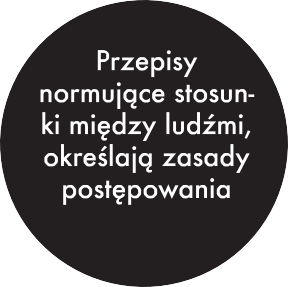 Przepisy
normujące stosun-
ki między ludźmi,
określają zasady
postępowania